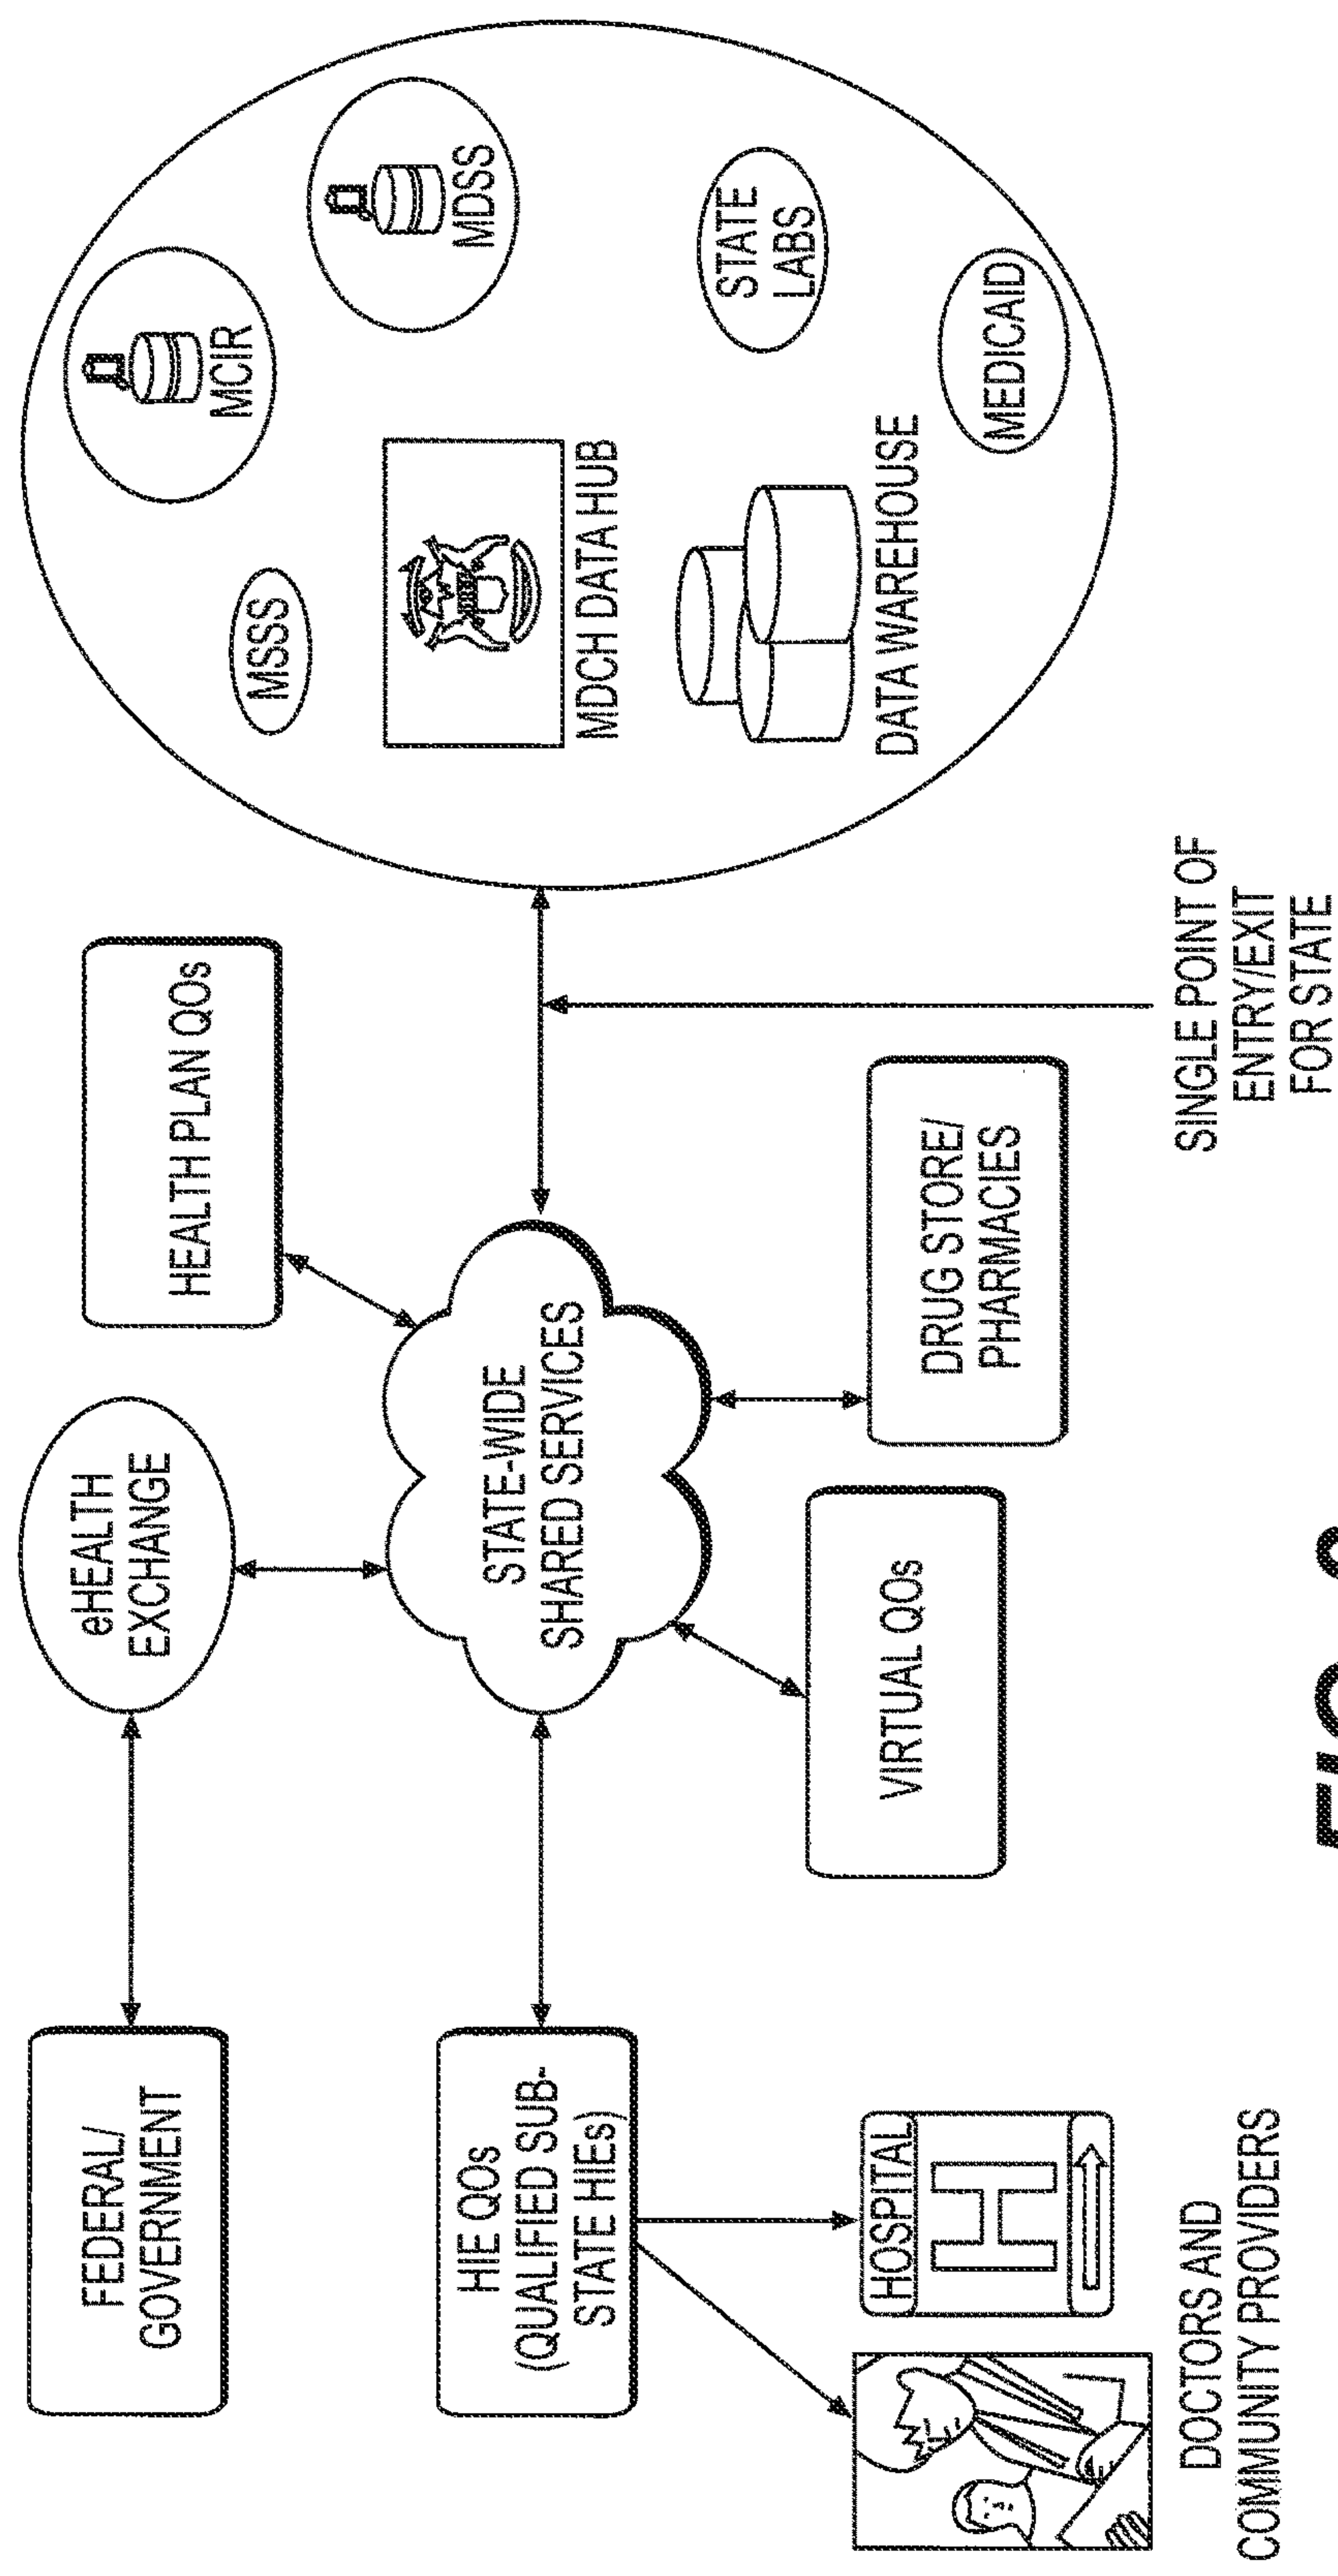 FEDERAL/
GOVERNMENT
eHEALTH
EXCHANGE
HEALTH PLAN QOs
HIE QOs
(QUALIFIED SUB-
STATE HIEs)
STATE-WIDE
SHARED SERVICES
MSSS
MCIR
MDSS
MDCH DATA HUB
STATE
LABS
DATA WAREHOUSE
MEDICAID
HOSPITAL
H
VIRTUAL QOs
DRUG STORE/
PHARMACIES
DOCTORS AND
COMMUNITY PROVIDERS
SINGLE POINT OF
ENTRY/EXIT
FOR STATE